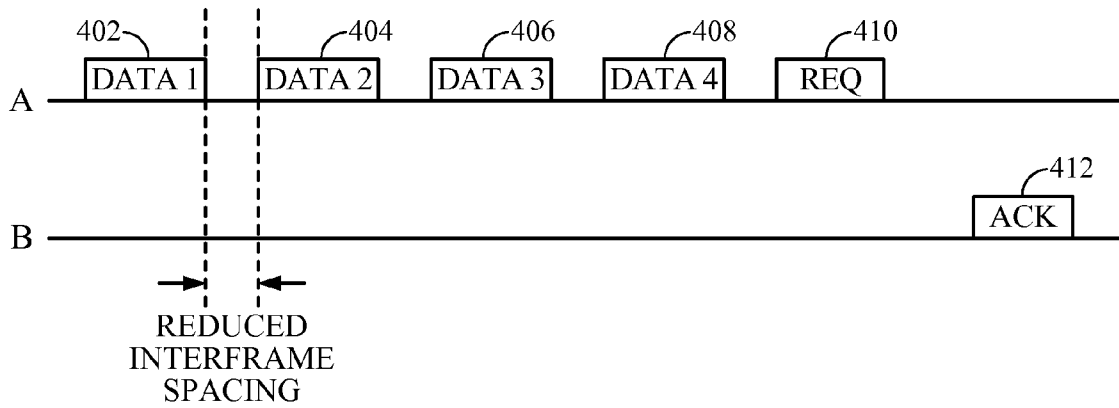 402 404 406 408 410
A DATA 1 DATA 2 DATA 3 DATA 4 REQ
412
B ACK
REDUCED
INTERFRAME
SPACING